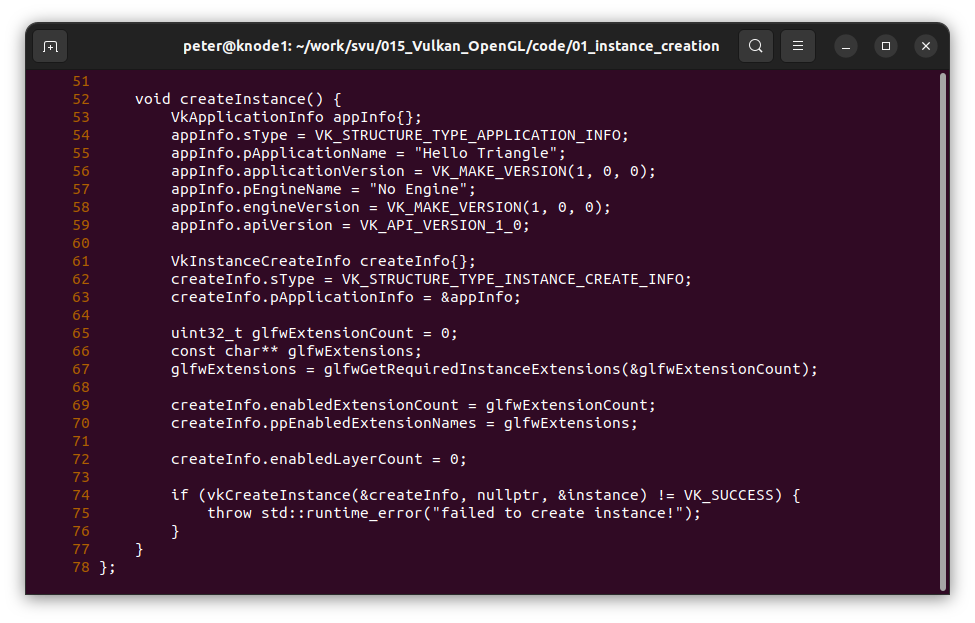 peter@knode1: ~/work/svu/015_Vulkan_OpenGL/code/01_instance_creation
51
52     void createInstance() {
53         VkApplicationInfo appInfo{};
54         appInfo.sType = VK_STRUCTURE_TYPE_APPLICATION_INFO;
55         appInfo.pApplicationName = "Hello Triangle";
56         appInfo.applicationVersion = VK_MAKE_VERSION(1, 0, 0);
57         appInfo.pEngineName = "No Engine";
58         appInfo.engineVersion = VK_MAKE_VERSION(1, 0, 0);
59         appInfo.apiVersion = VK_API_VERSION_1_0;
60
61         VkInstanceCreateInfo createInfo{};
62         createInfo.sType = VK_STRUCTURE_TYPE_INSTANCE_CREATE_INFO;
63         createInfo.pApplicationInfo = &appInfo;
64
65         uint32_t glfwExtensionCount = 0;
66         const char** glfwExtensions;
67         glfwExtensions = glfwGetRequiredInstanceExtensions(&glfwExtensionCount);
68
69         createInfo.enabledExtensionCount = glfwExtensionCount;
70         createInfo.ppEnabledExtensionNames = glfwExtensions;
71
72         createInfo.enabledLayerCount = 0;
73
74         if (vkCreateInstance(&createInfo, nullptr, &instance) != VK_SUCCESS) {
75             throw std::runtime_error("failed to create instance!");
76         }
77     }
78 };